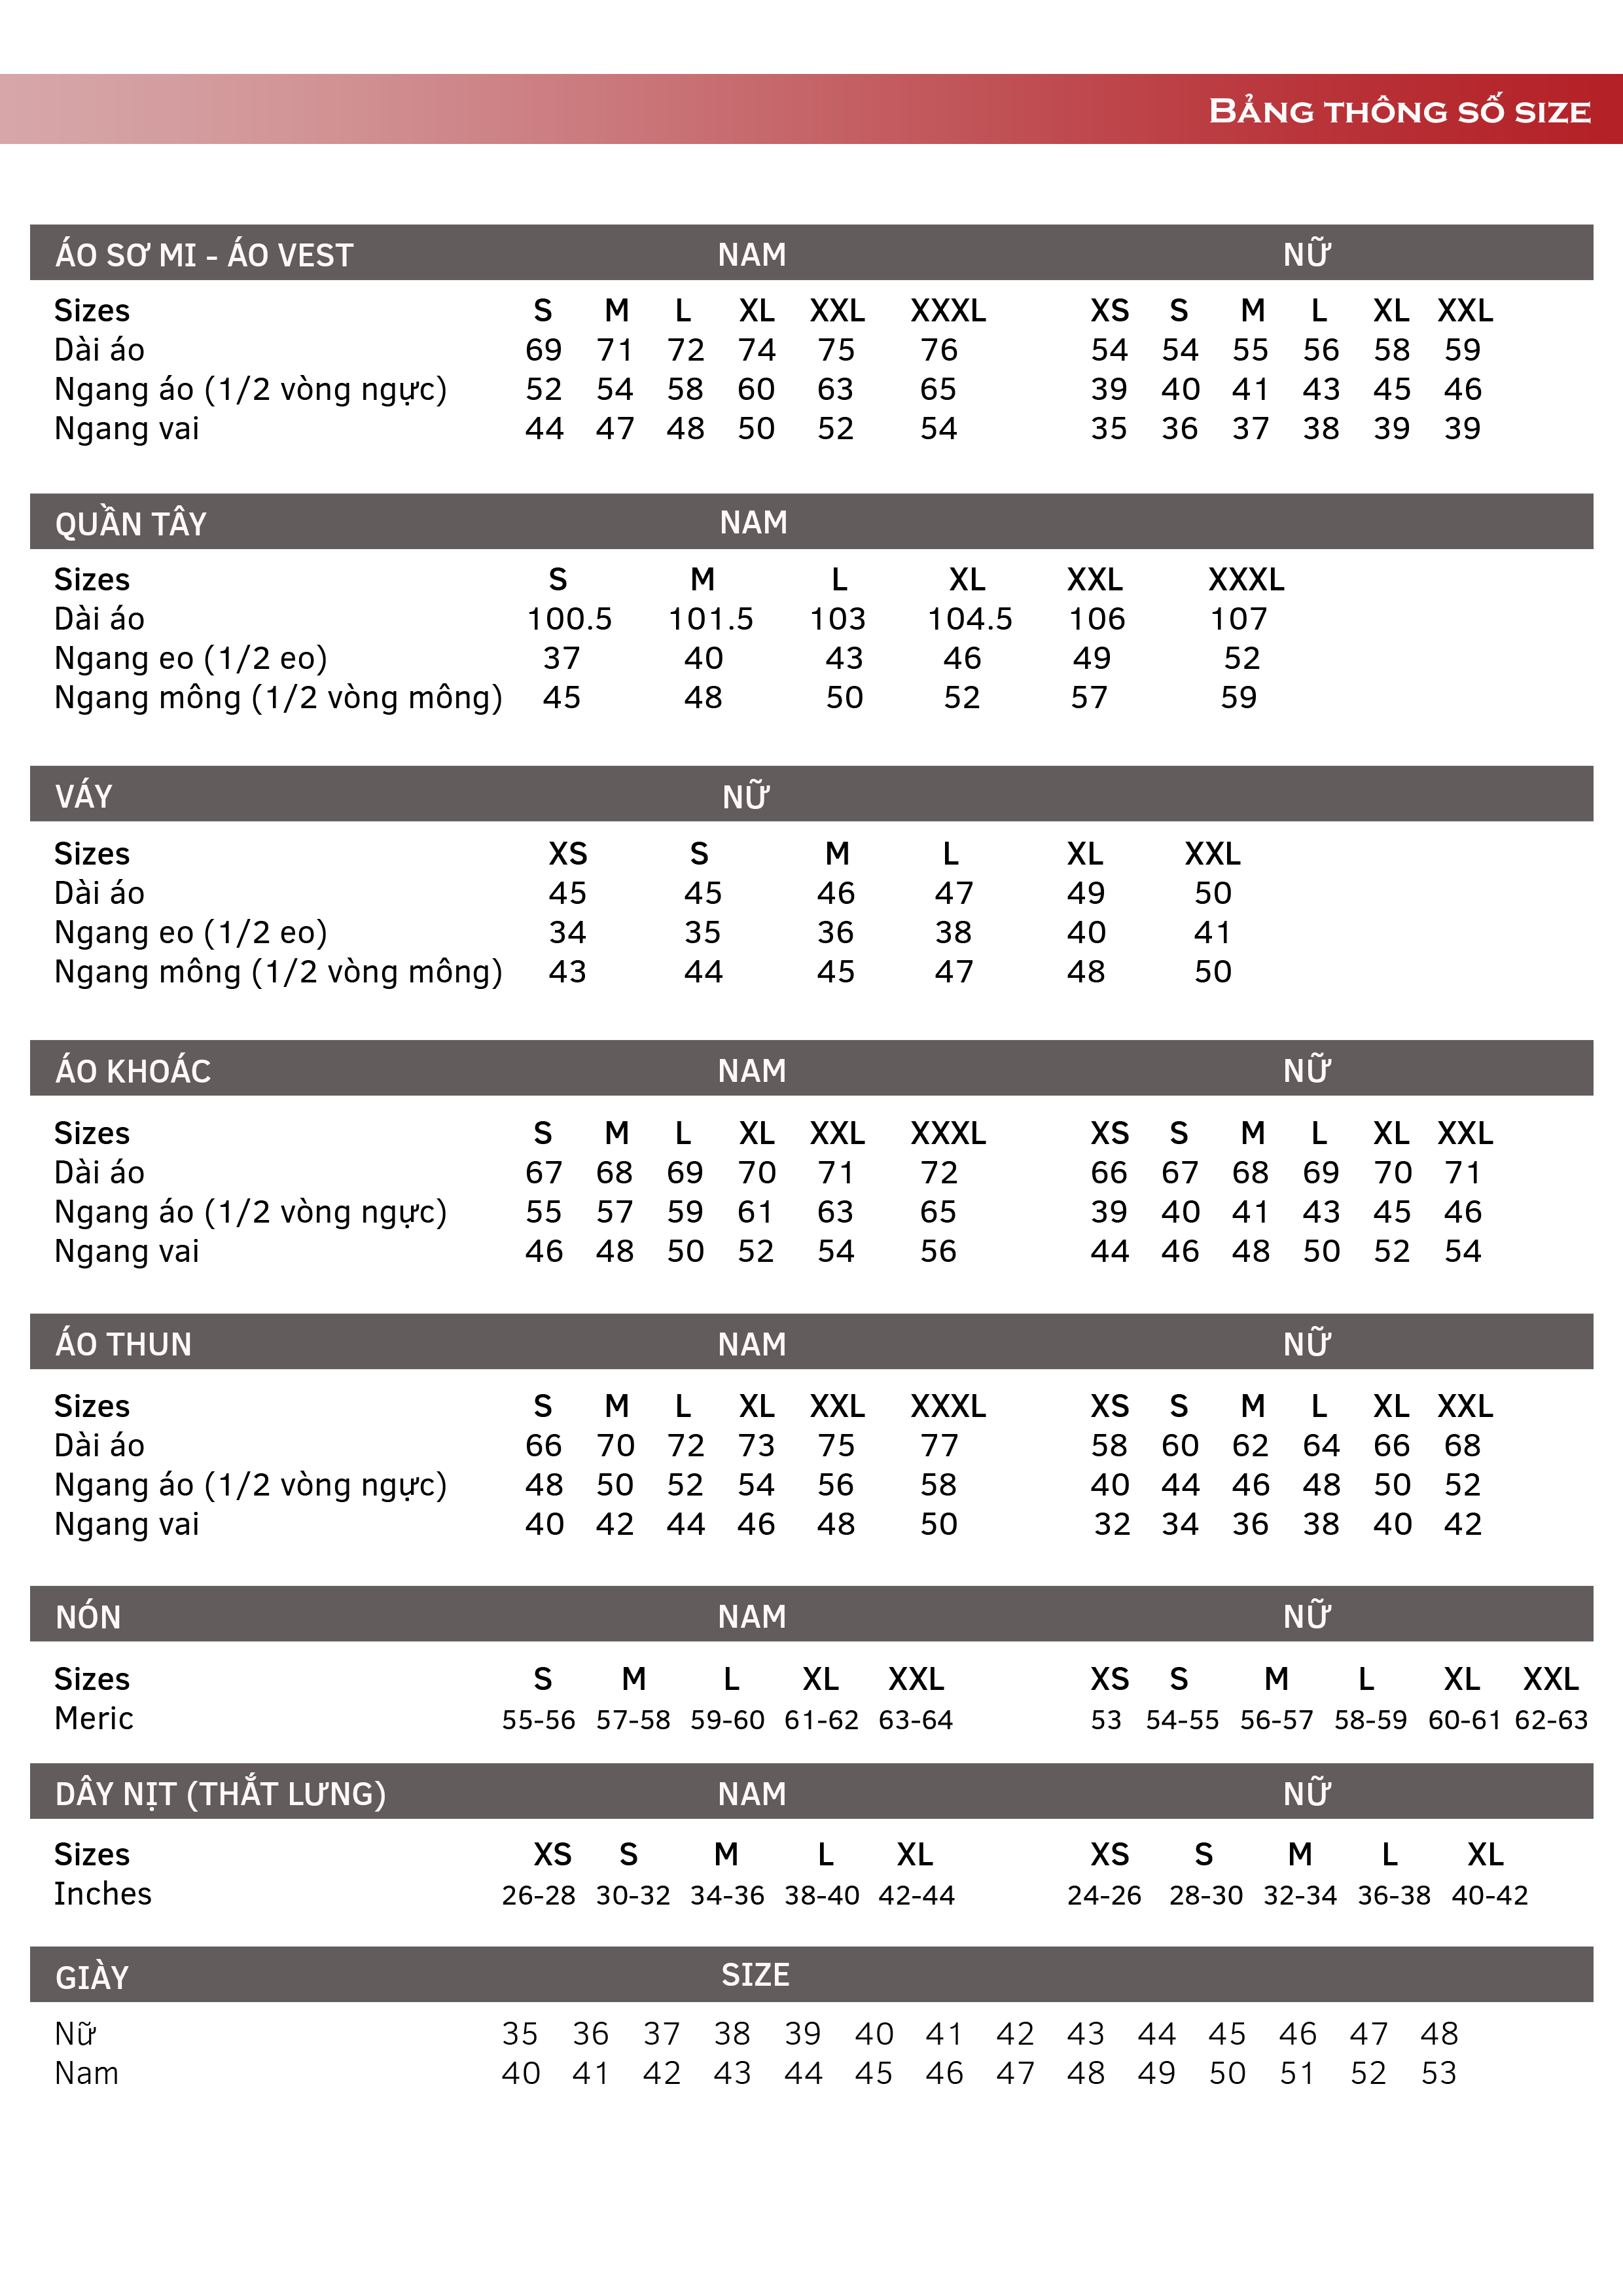 BẢNG THÔNG SỐ SIZE
ÁO SƠ MI - ÁO VEST NAM NỮ
Sizes S M L XL XXL XXXL XS S M L XL XXL
Dài áo 69 71 72 74 75 76 54 54 55 56 58 59
Ngang áo (1/2 vòng ngực) 52 54 58 60 63 65 39 40 41 43 45 46
Ngang vai 44 47 48 50 52 54 35 36 37 38 39 39
QUẦN TÂY NAM
Sizes S M L XL XXL XXXL
Dài áo 100.5 101.5 103 104.5 106 107
Ngang eo (1/2 eo) 37 40 43 46 49 52
Ngang mông (1/2 vòng mông) 45 48 50 52 57 59
VÁY NỮ
Sizes XS S M L XL XXL
Dài áo 45 45 46 47 49 50
Ngang eo (1/2 eo) 34 35 36 38 40 41
Ngang mông (1/2 vòng mông) 43 44 45 47 48 50
ÁO KHOÁC NAM NỮ
Sizes S M L XL XXL XXXL XS S M L XL XXL
Dài áo 67 68 69 70 71 72 66 67 68 69 70 71
Ngang áo (1/2 vòng ngực) 55 57 59 61 63 65 39 40 41 43 45 46
Ngang vai 46 48 50 52 54 56 44 46 48 50 52 54
ÁO THUN NAM NỮ
Sizes S M L XL XXL XXXL XS S M L XL XXL
Dài áo 66 70 72 73 75 77 58 60 62 64 66 68
Ngang áo (1/2 vòng ngực) 48 50 52 54 56 58 40 44 46 48 50 52
Ngang vai 40 42 44 46 48 50 32 34 36 38 40 42
NÓN NAM NỮ
Sizes S M L XL XXL XS S M L XL XXL
Meric 55-56 57-58 59-60 61-62 63-64 53 54-55 56-57 58-59 60-61 62-63
DÂY NỊT (THẮT LƯNG) NAM NỮ
Sizes XS S M L XL XS S M L XL
Inches 26-28 30-32 34-36 38-40 42-44 24-26 28-30 32-34 36-38 40-42
GIÀY SIZE
Nữ 35 36 37 38 39 40 41 42 43 44 45 46 47 48
Nam 40 41 42 43 44 45 46 47 48 49 50 51 52 53